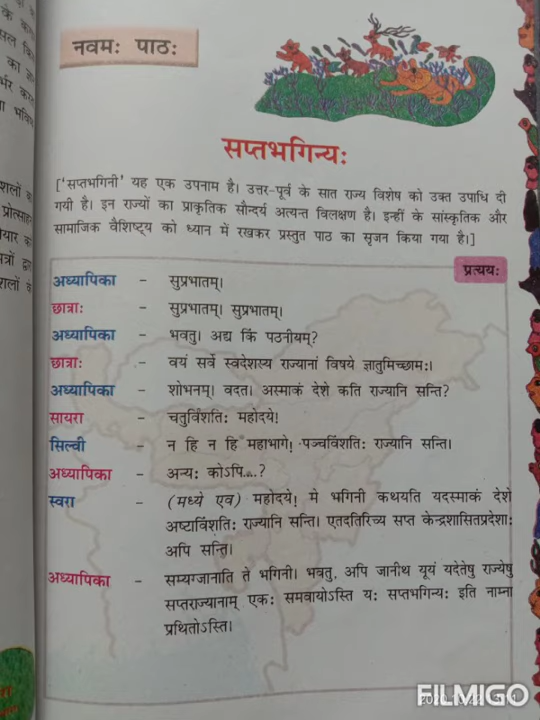 नवमः पाठः
सप्तभगिन्यः
['सप्तभगिनी' यह एक उपनाम है। उत्तर-पूर्व के सात राज्य विशेष को उक्त उपाधि दी
गयी है। इन राज्यों का प्राकृतिक सौन्दर्य अत्यन्त विलक्षण है। इन्हीं के सांस्कृतिक और
सामाजिक वैशिष्ट्य को ध्यान में रखकर प्रस्तुत पाठ का सृजन किया गया है।]
प्रत्ययः
अध्यापिका - सुप्रभातम्।
छात्राः - सुप्रभातम्। सुप्रभातम्।
अध्यापिका - भवतु। अद्य किं पठनीयम्?
छात्राः - वयं सर्वे स्वदेशस्य राज्यानां विषये ज्ञातुमिच्छामः।
अध्यापिका - शोभनम्। वदत। अस्माकं देशे कति राज्यानि सन्ति?
सायरा - चतुर्विंशतिः महोदये!
सिल्वी - न हि न हि महाभागे! पञ्चविंशतिः राज्यानि सन्ति।
अध्यापिका - अन्यः कोऽपि....?
स्वरा - (मध्ये एव) महोदये! मे भगिनी कथयति यदस्माकं देशे
अष्टाविंशतिः राज्यानि सन्ति। एतदतिरिच्य सप्त केन्द्रशासितप्रदेशाः
अपि सन्ति।
अध्यापिका - सम्यग्जानाति ते भगिनी। भवतु, अपि जानीथ यूयं यदेतेषु राज्येषु
सप्तराज्यानाम् एकः समवायोऽस्ति यः सप्तभगिन्यः इति नाम्ना
प्रथितोऽस्ति।
FILMIGO